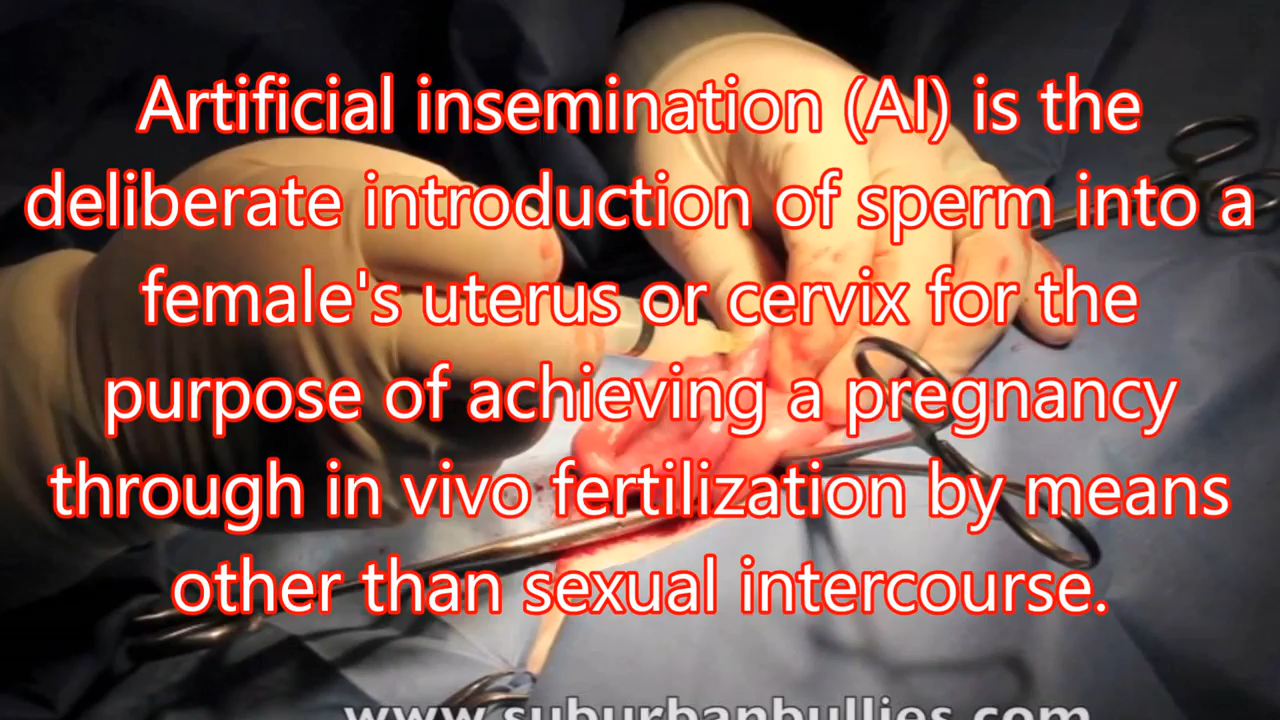 Artificial insemination (AI) is the
deliberate introduction of sperm into a
female's uterus or cervix for the
purpose of achieving a pregnancy
through in vivo fertilization by means
other than sexual intercourse.
www.suburbanbullies.com